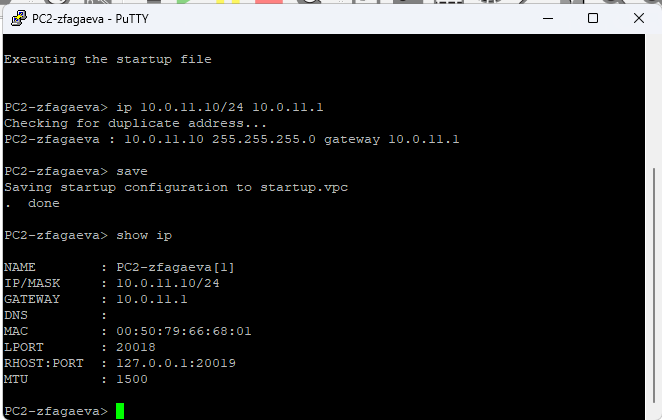 PC2-zfagaeva - PuTTY
Executing the startup file
PC2-zfagaeva> ip 10.0.11.10/24 10.0.11.1
Checking for duplicate address...
PC2-zfagaeva : 10.0.11.10 255.255.255.0 gateway 10.0.11.1
PC2-zfagaeva> save
Saving startup configuration to startup.vpc
.  done
PC2-zfagaeva> show ip
NAME        : PC2-zfagaeva[1]
IP/MASK     : 10.0.11.10/24
GATEWAY     : 10.0.11.1
DNS         :
MAC         : 00:50:79:66:68:01
LPORT       : 20018
RHOST:PORT  : 127.0.0.1:20019
MTU         : 1500
PC2-zfagaeva>